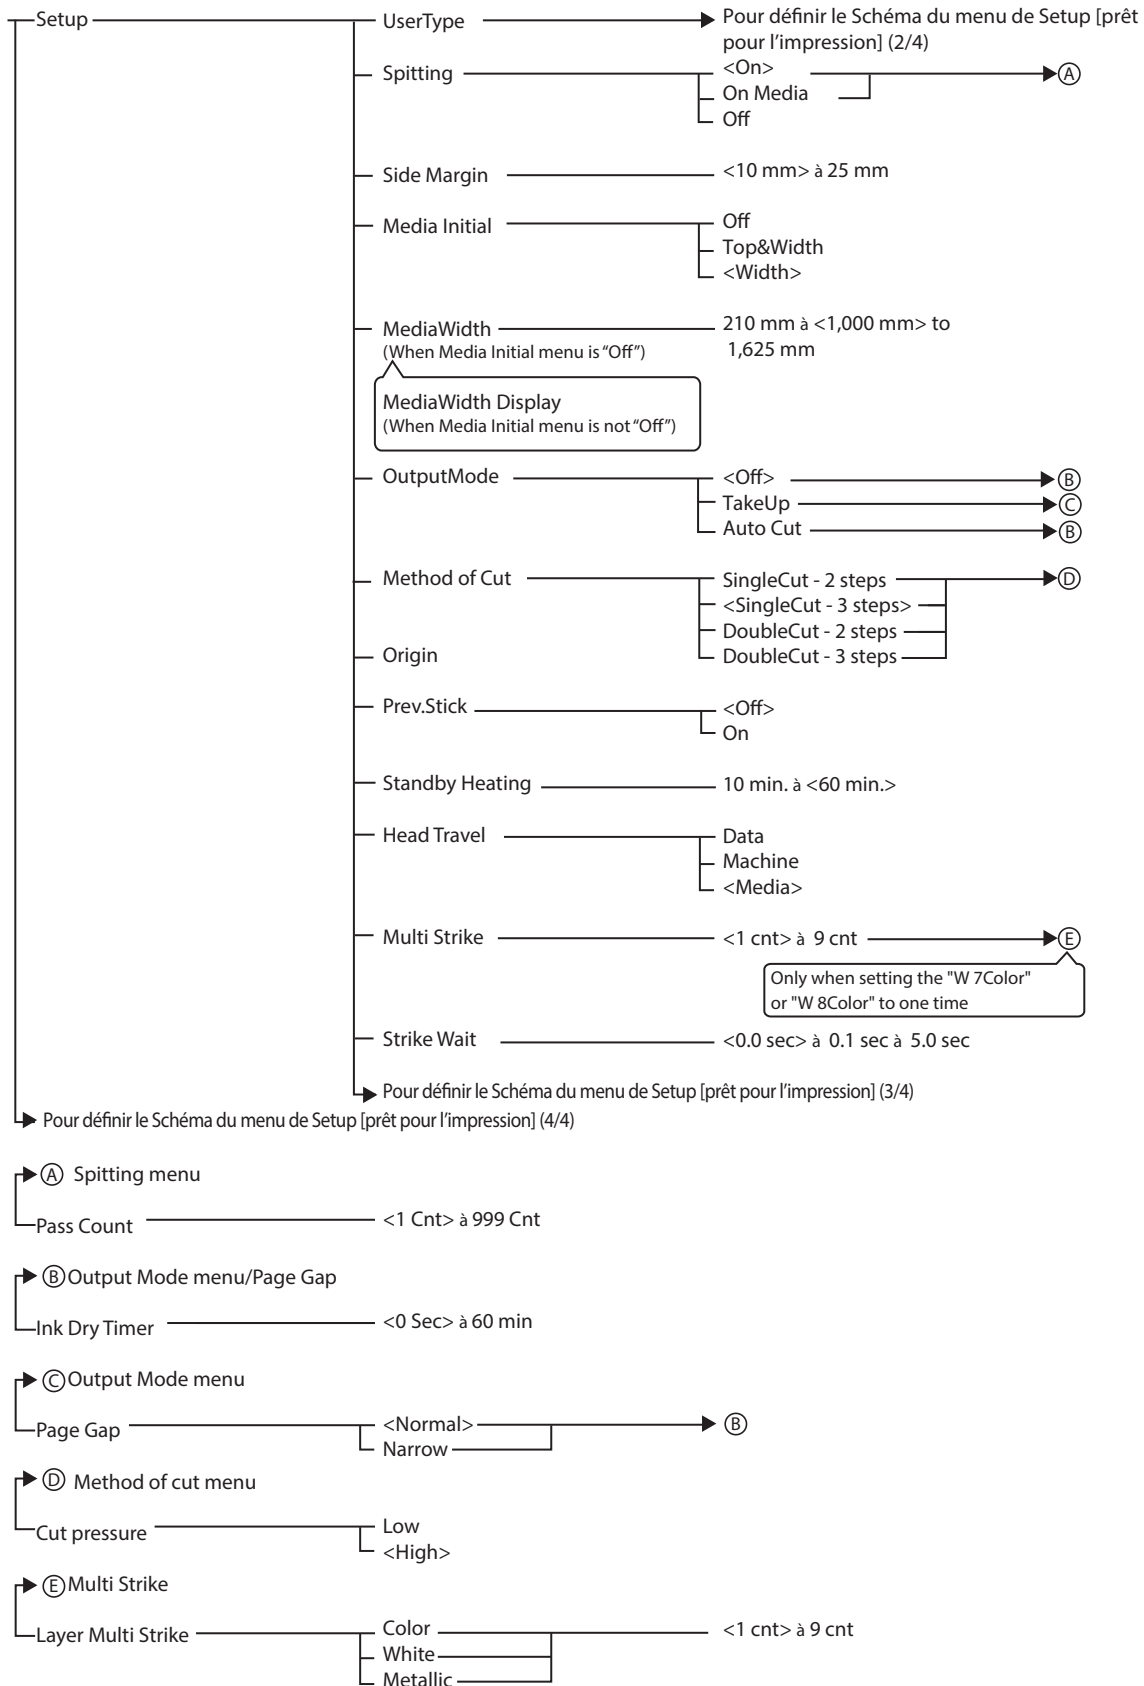 Setup
UserType
Pour définir le Schéma du menu de Setup [prêt
pour l’impression] (2/4)
Spitting
<On>
A
On Media
Off
Side Margin
<10 mm> à 25 mm
Media Initial
Off
Top&Width
<Width>
MediaWidth
(When Media Initial menu is “Off”)
210 mm à <1,000 mm> to
1,625 mm
MediaWidth Display
(When Media Initial menu is not “Off”)
OutputMode
<Off>
B
TakeUp
C
Auto Cut
B
Method of Cut
SingleCut - 2 steps
D
<SingleCut - 3 steps>
DoubleCut - 2 steps
DoubleCut - 3 steps
Origin
Prev.Stick
<Off>
On
Standby Heating
10 min. à <60 min.>
Head Travel
Data
Machine
<Media>
Multi Strike
<1 cnt> à 9 cnt
E
Only when setting the "W 7Color"
or "W 8Color" to one time
Strike Wait
<0.0 sec> à 0.1 sec à 5.0 sec
Pour définir le Schéma du menu de Setup [prêt pour l’impression] (3/4)
Pour définir le Schéma du menu de Setup [prêt pour l’impression] (4/4)
A Spitting menu
Pass Count
<1 Cnt> à 999 Cnt
B Output Mode menu/Page Gap
Ink Dry Timer
<0 Sec> à 60 min
C Output Mode menu
Page Gap
<Normal>
B
Narrow
D Method of cut menu
Cut pressure
Low
<High>
E Multi Strike
Layer Multi Strike
Color
<1 cnt> à 9 cnt
White
Metallic